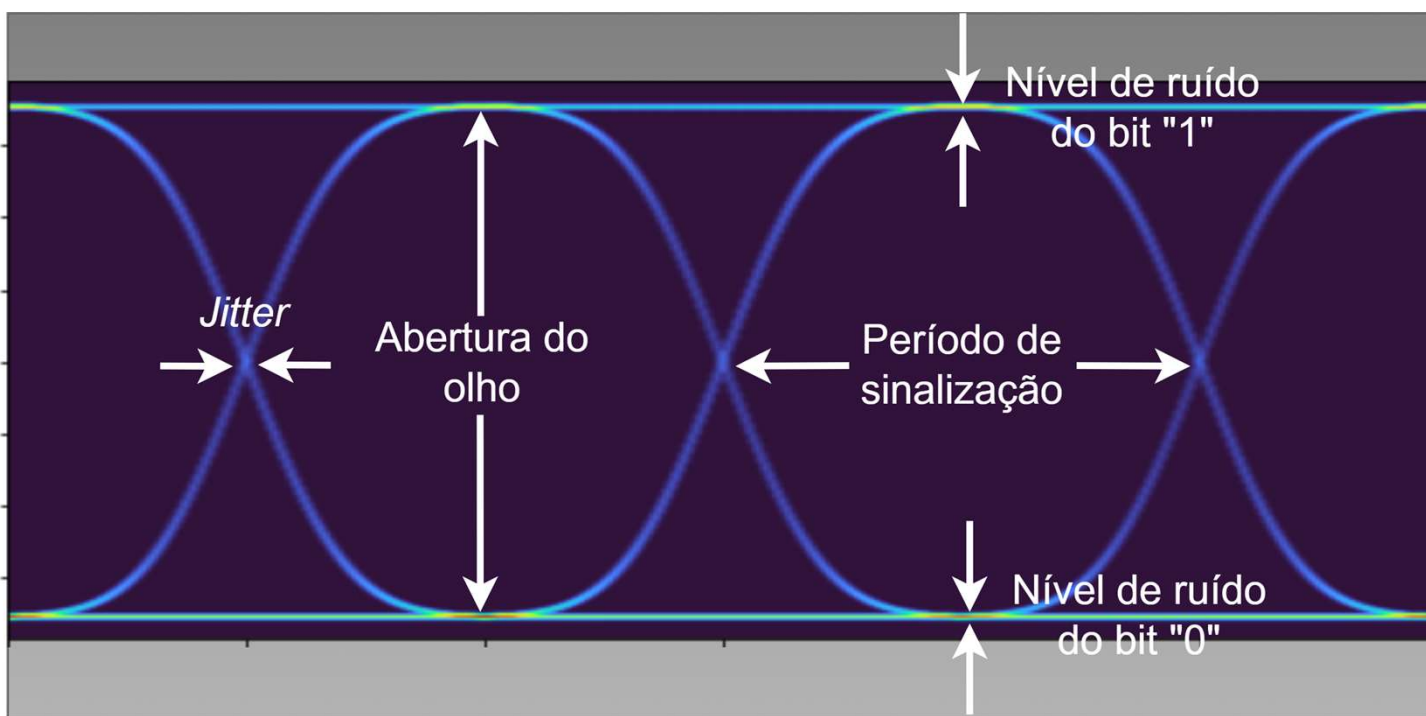 Nível de ruído
do bit "1"
Jitter
Abertura do
olho
Período de
sinalização
Nível de ruído
do bit "0"